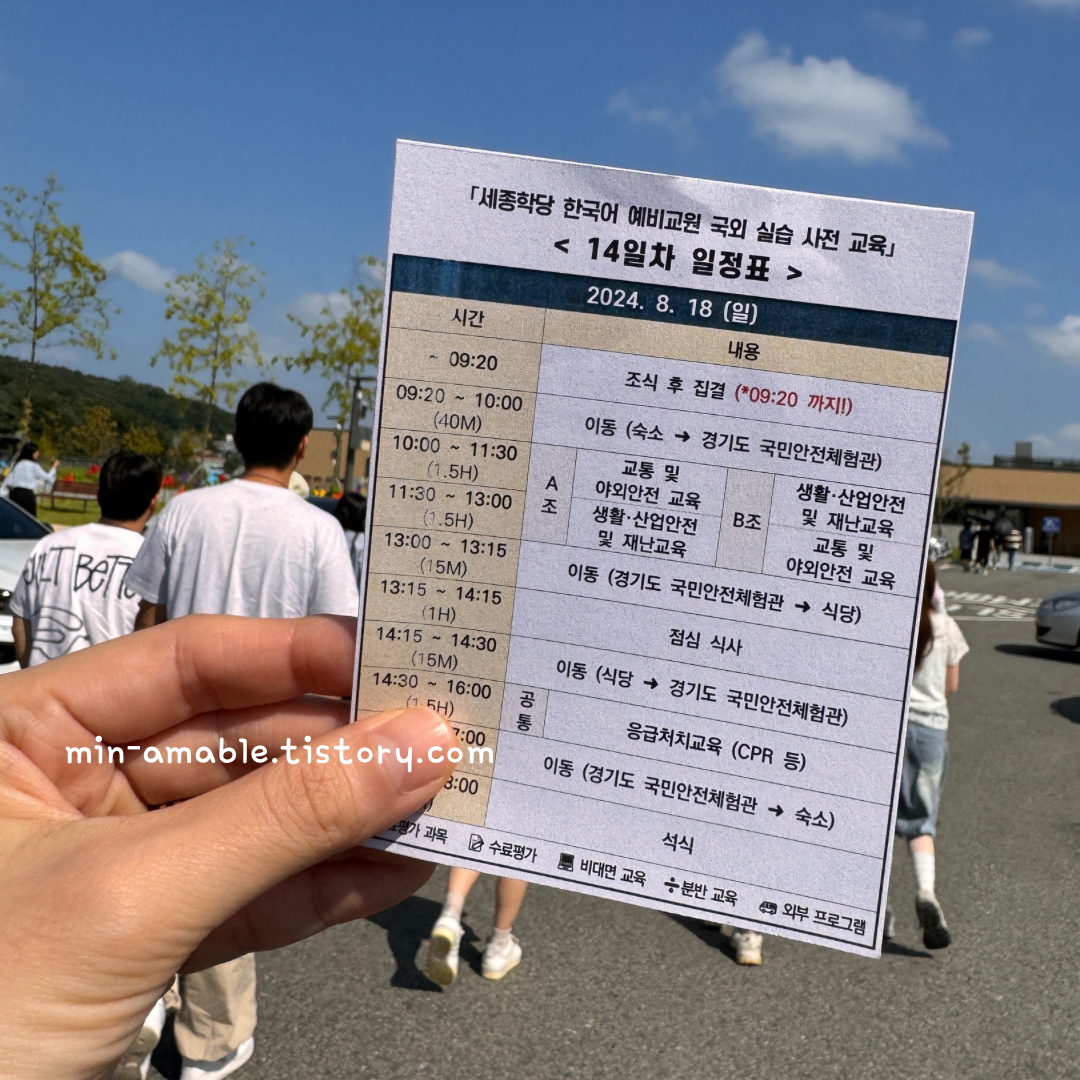 「세종학당 한국어 예비교원 국외 실습 사전 교육」
< 14일차 일정표 >
2024. 8. 18 (일)
시간 내용
~ 09:20 조식 후 집결 (*09:20 까지!)
09:20 ~ 10:00
(40M)
이동 (숙소 → 경기도 국민안전체험관)
10:00 ~ 11:30
(1.5H)
11:30 ~ 13:00
(1.5H)
A
조
교통 및
야외안전 교육
생활·산업안전
및 재난교육
B조
생활·산업안전
및 재난교육
교통 및
야외안전 교육
13:00 ~ 13:15
(15M)
이동 (경기도 국민안전체험관 → 식당)
13:15 ~ 14:15
(1H)
점심 식사
14:15 ~ 14:30
(15M)
이동 (식당 → 경기도 국민안전체험관)
14:30 ~ 16:00
(1.5H)
공
통
응급처치교육 (CPR 등)
7:00
이동 (경기도 국민안전체험관 → 숙소)
8:00
석식
평가 과목 수료평가 비대면 교육 분반 교육 외부 프로그램
min-amable.tistory.com